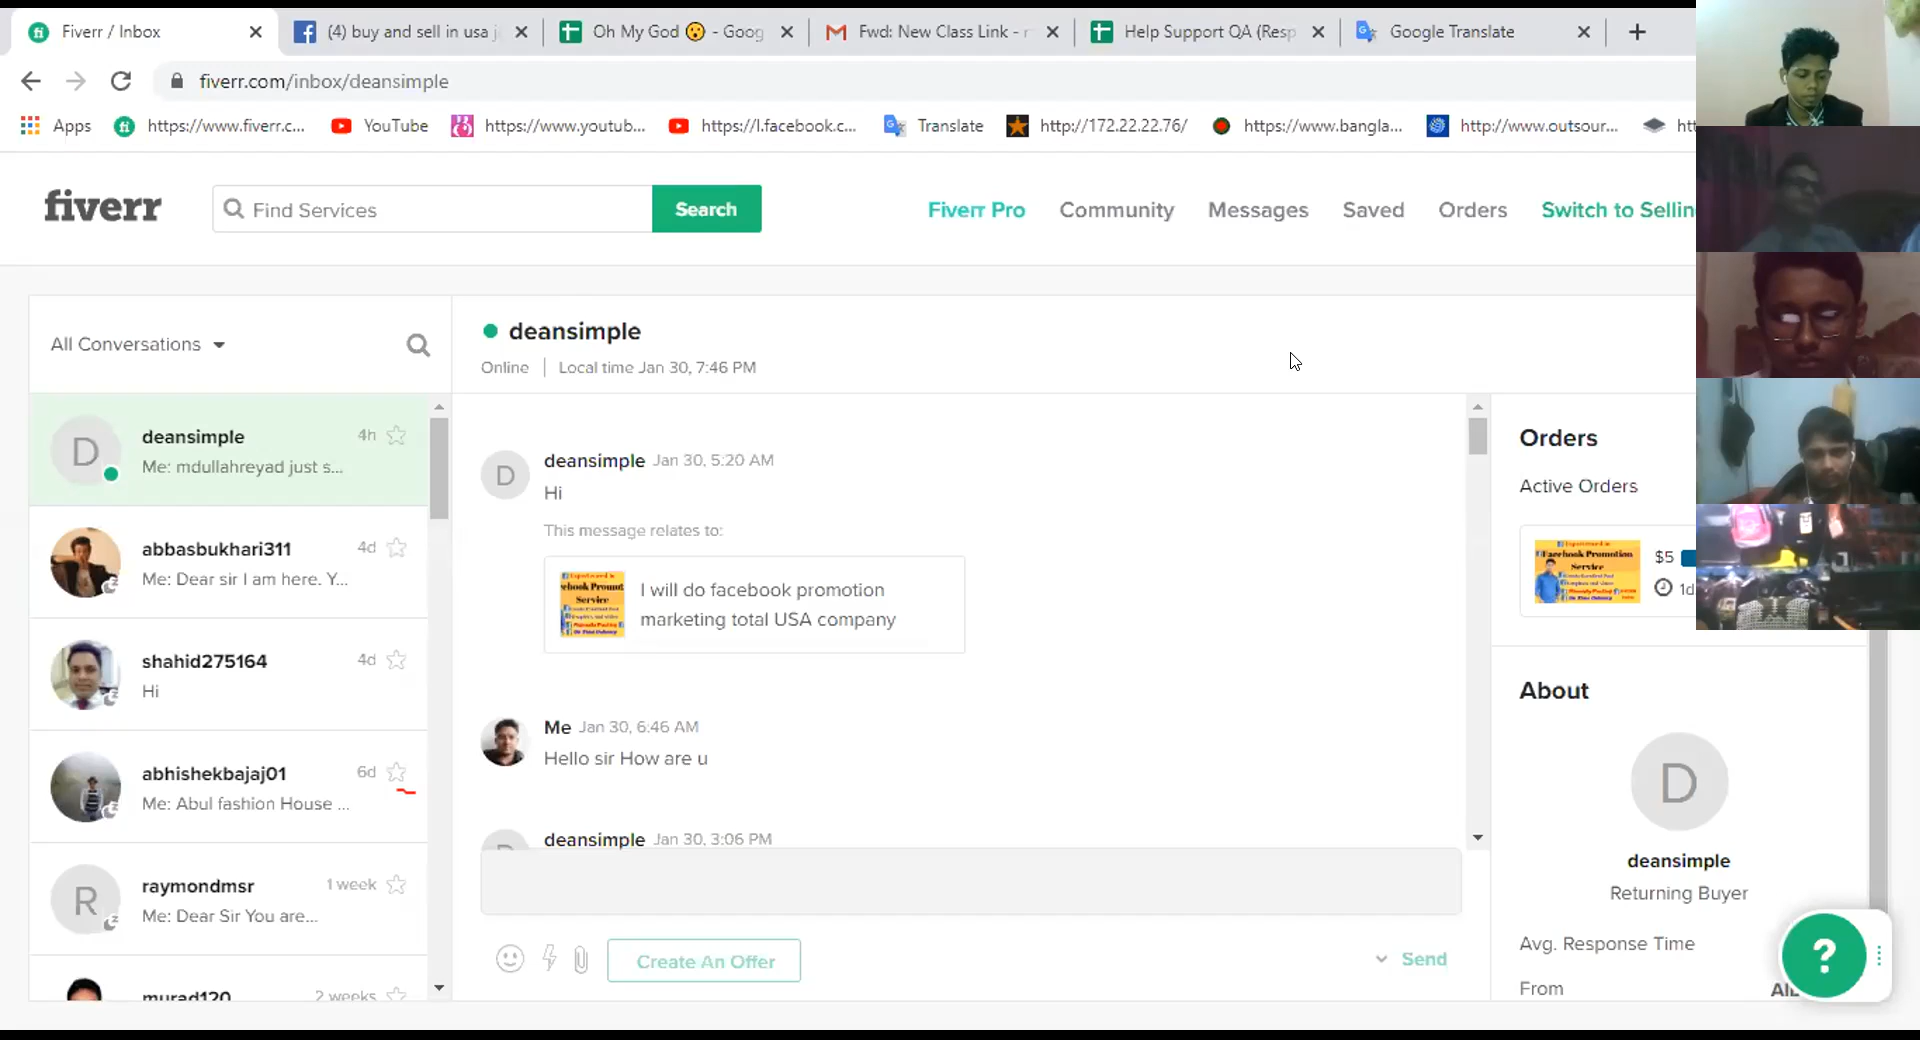 Fiverr / Inbox
(4) buy and sell in usa
Oh My God 😮 - Goog
Fwd: New Class Link -
Help Support QA (Resp
Google Translate
fiverr.com/inbox/deansimple
Apps
https://www.fiverr.c...
YouTube
https://www.youtub...
https://l.facebook.c...
Translate
http://172.22.22.76/
https://www.bangla...
http://www.outsour...
fiverr
Find Services
Search
Fiverr Pro
Community
Messages
Saved
Orders
Switch to Sellin
All Conversations
deansimple
Online
Local time Jan 30, 7:46 PM
D
deansimple
4h
Me: mdullahreyad just s...
abbasbukhari311
4d
Me: Dear sir I am here. Y...
shahid275164
4d
Hi
abhishekbajaj01
6d
Me: Abul fashion House ...
R
raymondmsr
1 week
Me: Dear Sir You are...
murad120
2 weeks
D
deansimple Jan 30, 5:20 AM
Hi
This message relates to:
I will do facebook promotion
marketing total USA company
Me Jan 30, 6:46 AM
Hello sir How are u
deansimple Jan 30, 3:06 PM
Create An Offer
Send
Orders
Active Orders
Facebook Promotion
Service
$5
1d
About
D
deansimple
Returning Buyer
Avg. Response Time
From
?